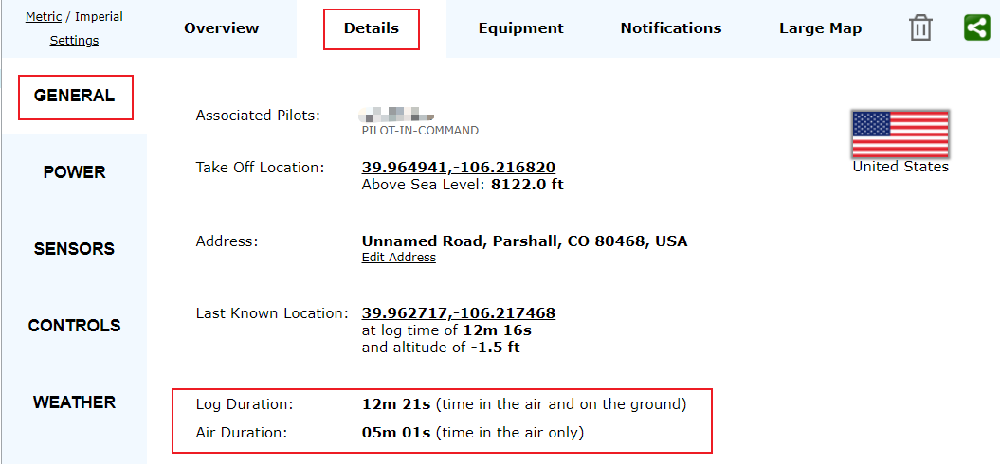 Metric / Imperial
Settings
Overview
Details
Equipment
Notifications
Large Map
GENERAL
POWER
SENSORS
CONTROLS
WEATHER
Associated Pilots:
PILOT-IN-COMMAND
United States
Take Off Location: 39.964941,-106.216820
Above Sea Level: 8122.0 ft
Address: Unnamed Road, Parshall, CO 80468, USA
Edit Address
Last Known Location: 39.962717,-106.217468
at log time of 12m 16s
and altitude of -1.5 ft
Log Duration: 12m 21s (time in the air and on the ground)
Air Duration: 05m 01s (time in the air only)